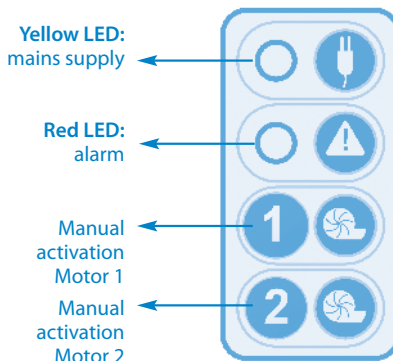 Yellow LED:
mains supply
Red LED:
alarm
Manual
activation
Motor 1
Manual
activation
Motor 2
1
2